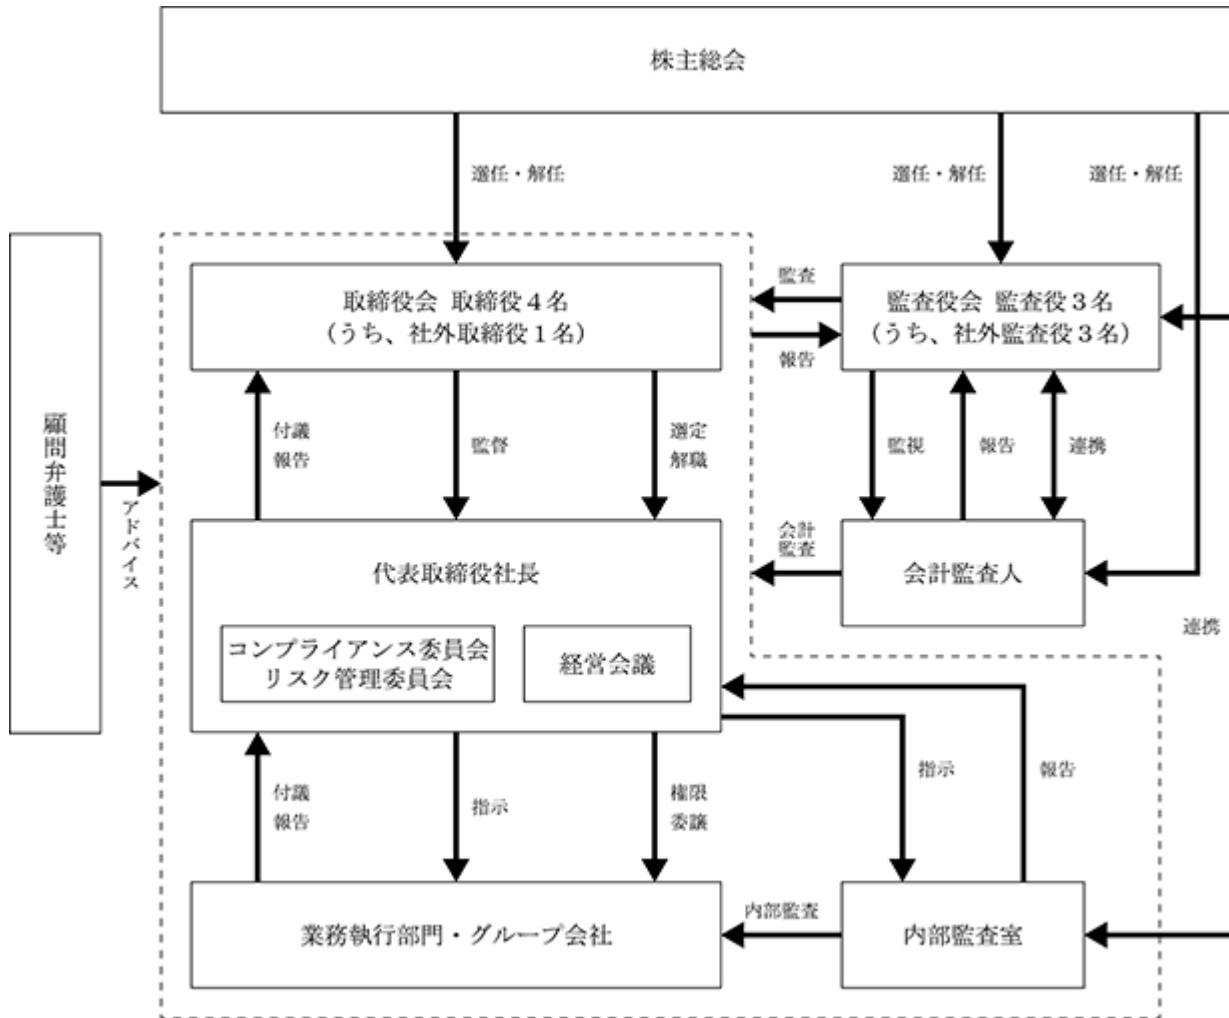 株主総会
選任・解任
選任・解任
選任・解任
取締役会 取締役4名
(うち、社外取締役1名)
監査
報告
監査役会 監査役3名
(うち、社外監査役3名)
顧問弁護士等
アドバイス
付議
報告
監督
選定
解職
監視
報告
連携
代表取締役社長
コンプライアンス委員会
リスク管理委員会
経営会議
会計
監査
会計監査人
連携
付議
報告
指示
権限
委譲
指示
報告
業務執行部門・グループ会社
内部監査
内部監査室